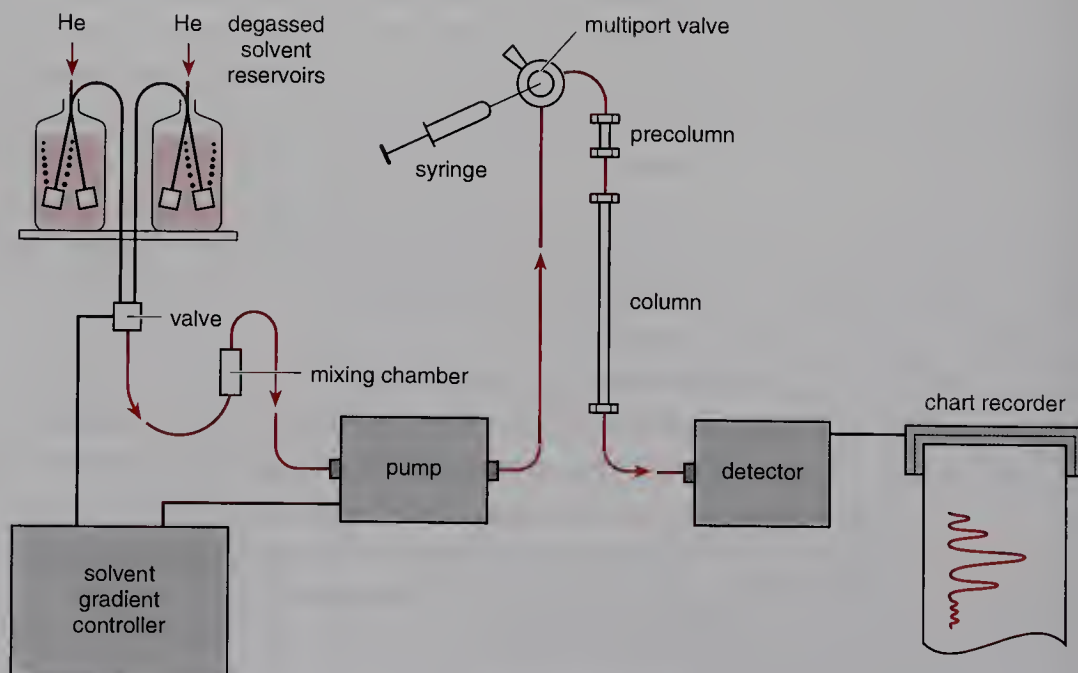 He
He
degassed
solvent
reservoirs
multiport valve
syringe
precolumn
column
valve
mixing chamber
pump
detector
chart recorder
solvent
gradient
controller